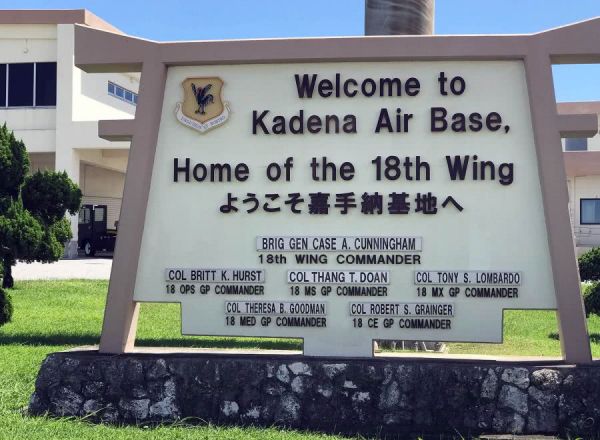 Welcome to
Kadena Air Base,
Home of the 18th Wing
ようこそ嘉手納基地へ
BRIG GEN CASE A. CUNNINGHAM
18th WING COMMANDER
COL BRITT K. HURST COL THANG T. DOAN COL TONY S. LOMBARDO
18 OPS GP COMMANDER 18 MS GP COMMANDER 18 MX GP COMMANDER
COL THERESA B. GOODMAN COL ROBERT S. GRAINGER
18 MED GP COMMANDER 18 CE GP COMMANDER